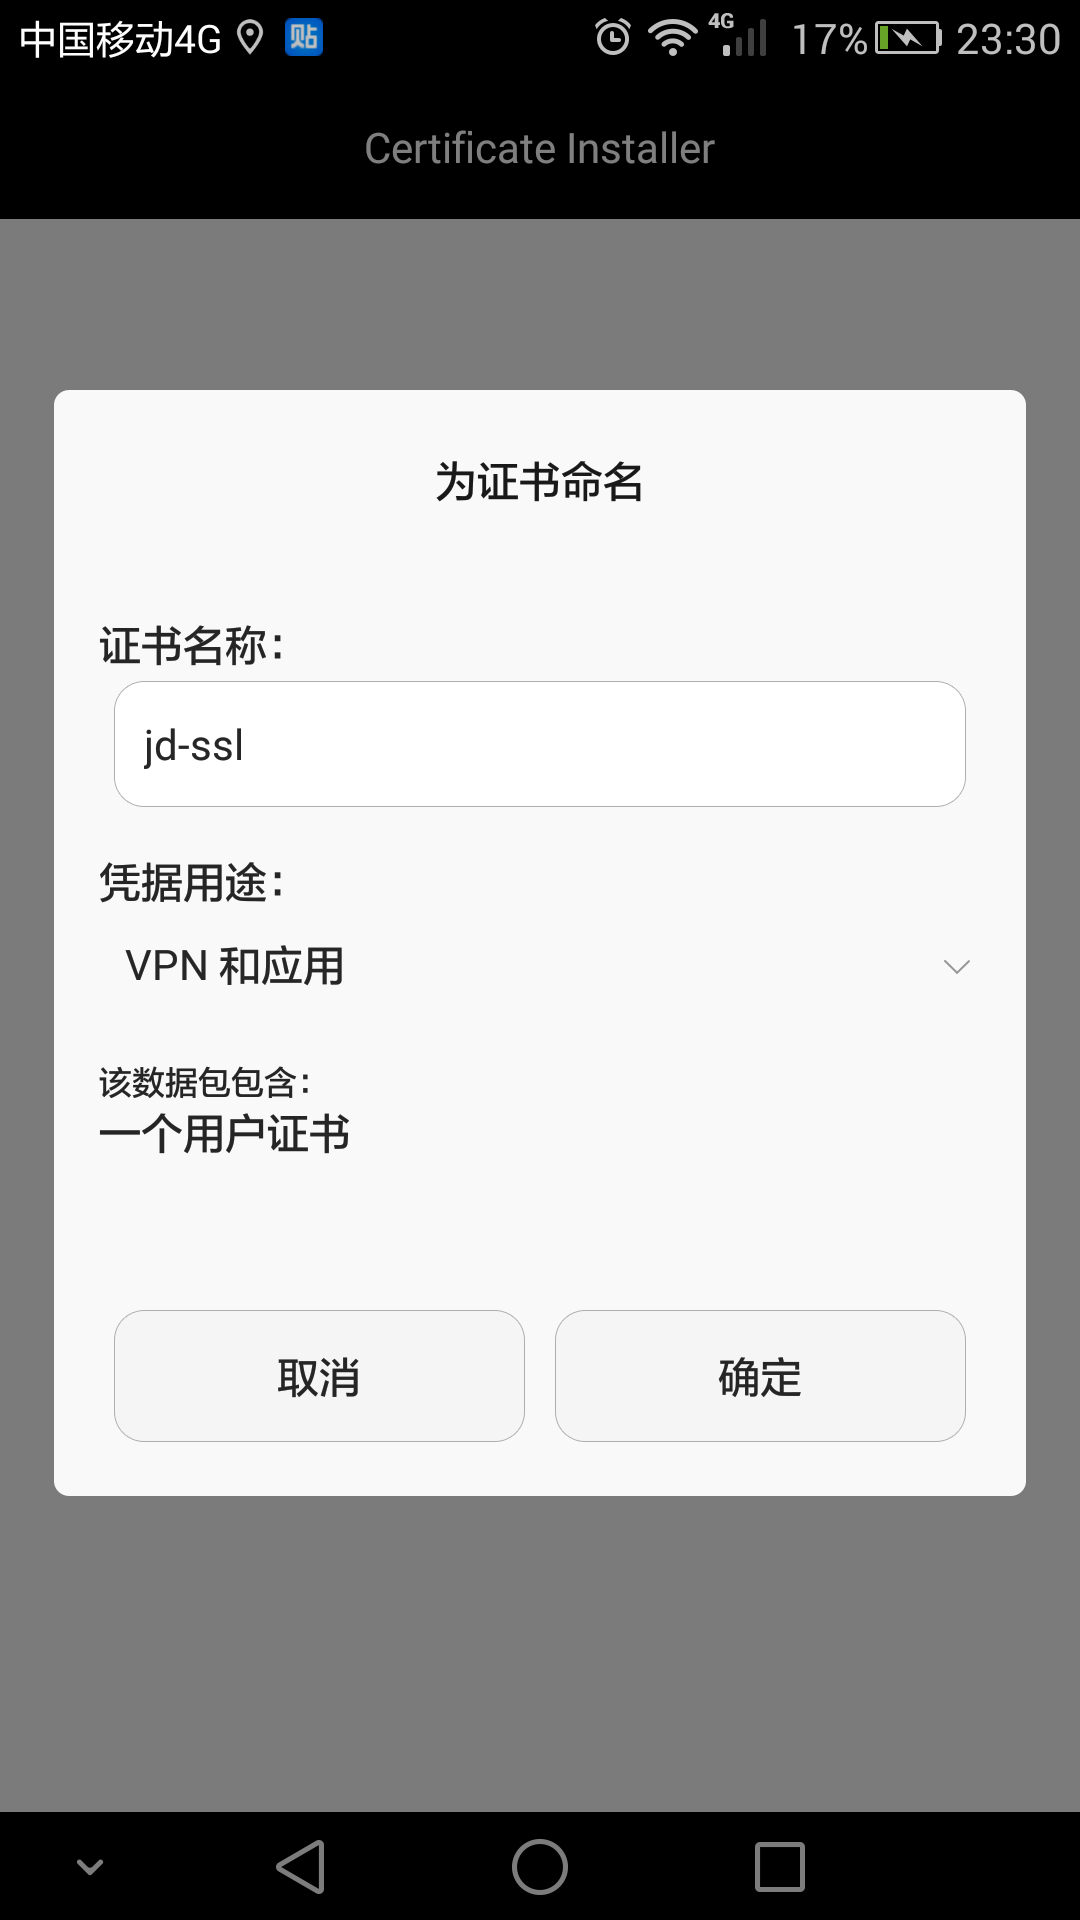 中国移动4G 贴 4G 17% 23:30
Certificate Installer
为证书命名
证书名称：
jd-ssl
凭据用途：
VPN 和应用
该数据包包含：
一个用户证书
取消 确定